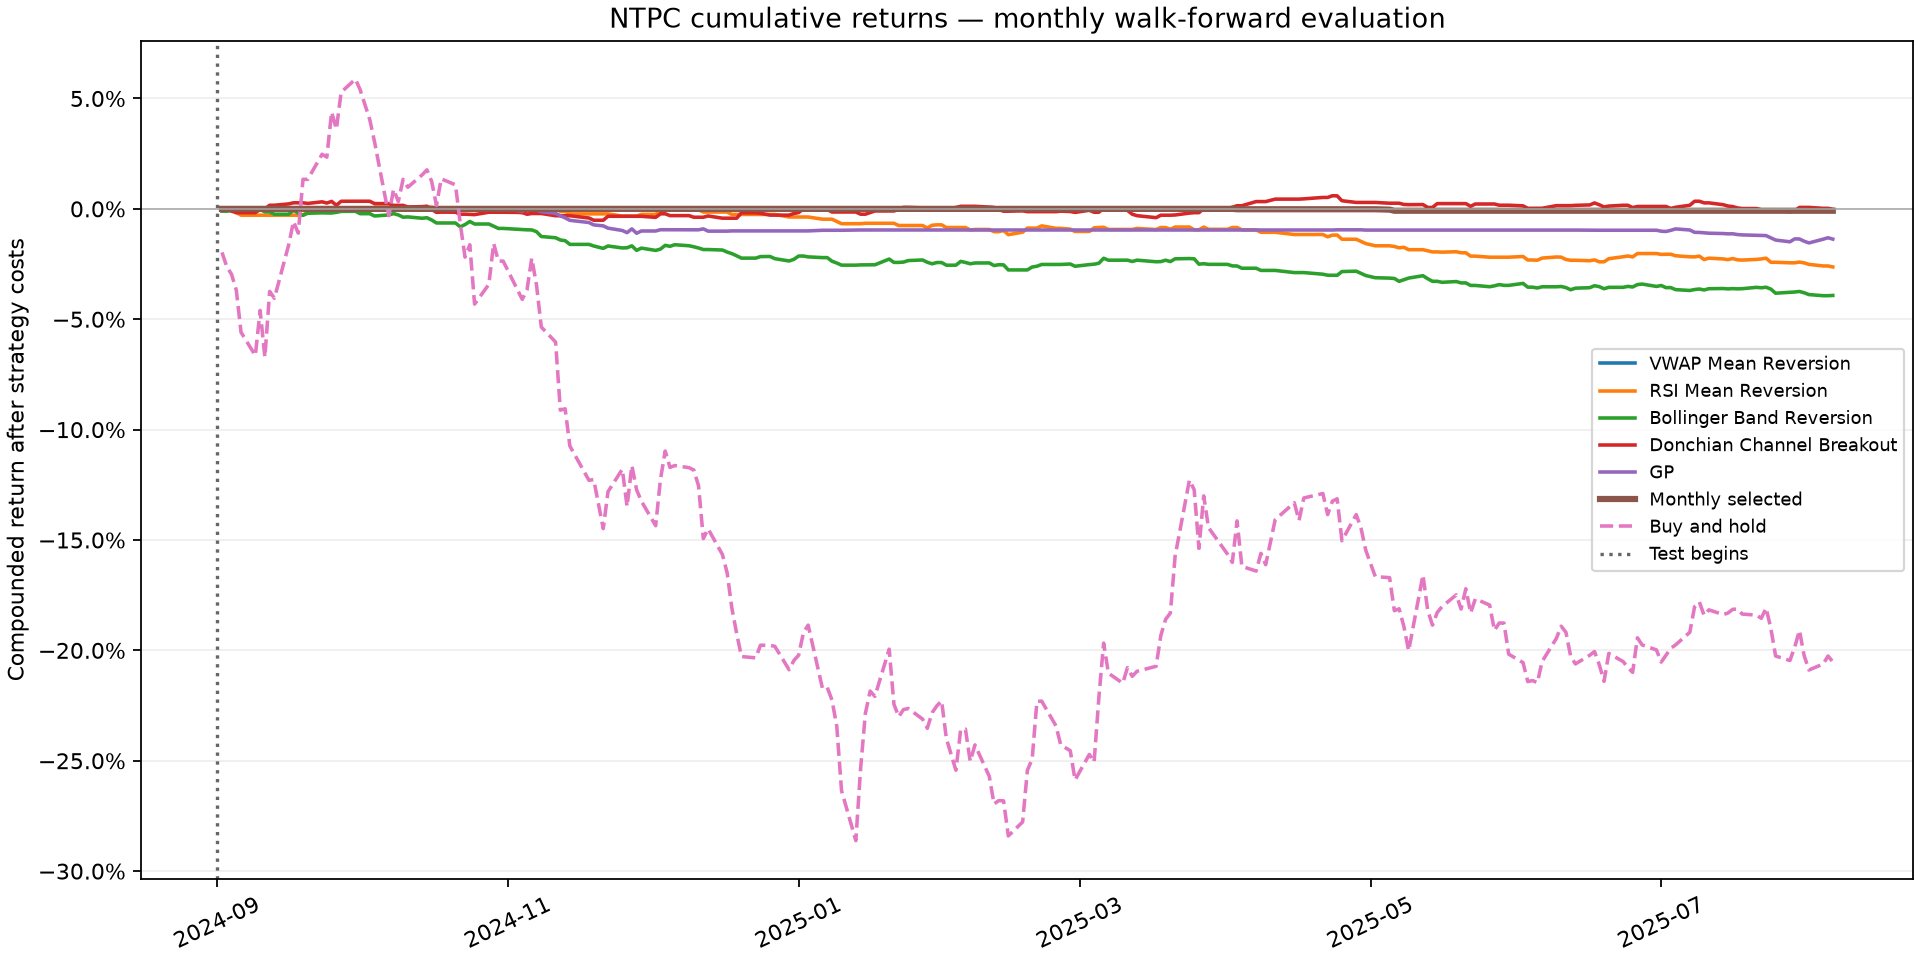 NTPC cumulative returns — monthly walk-forward evaluation
Compounded return after strategy costs
5.0%
0.0%
−5.0%
−10.0%
−15.0%
−20.0%
−25.0%
−30.0%
VWAP Mean Reversion
RSI Mean Reversion
Bollinger Band Reversion
Donchian Channel Breakout
GP
Monthly selected
Buy and hold
Test begins
2024-09
2024-11
2025-01
2025-03
2025-05
2025-07